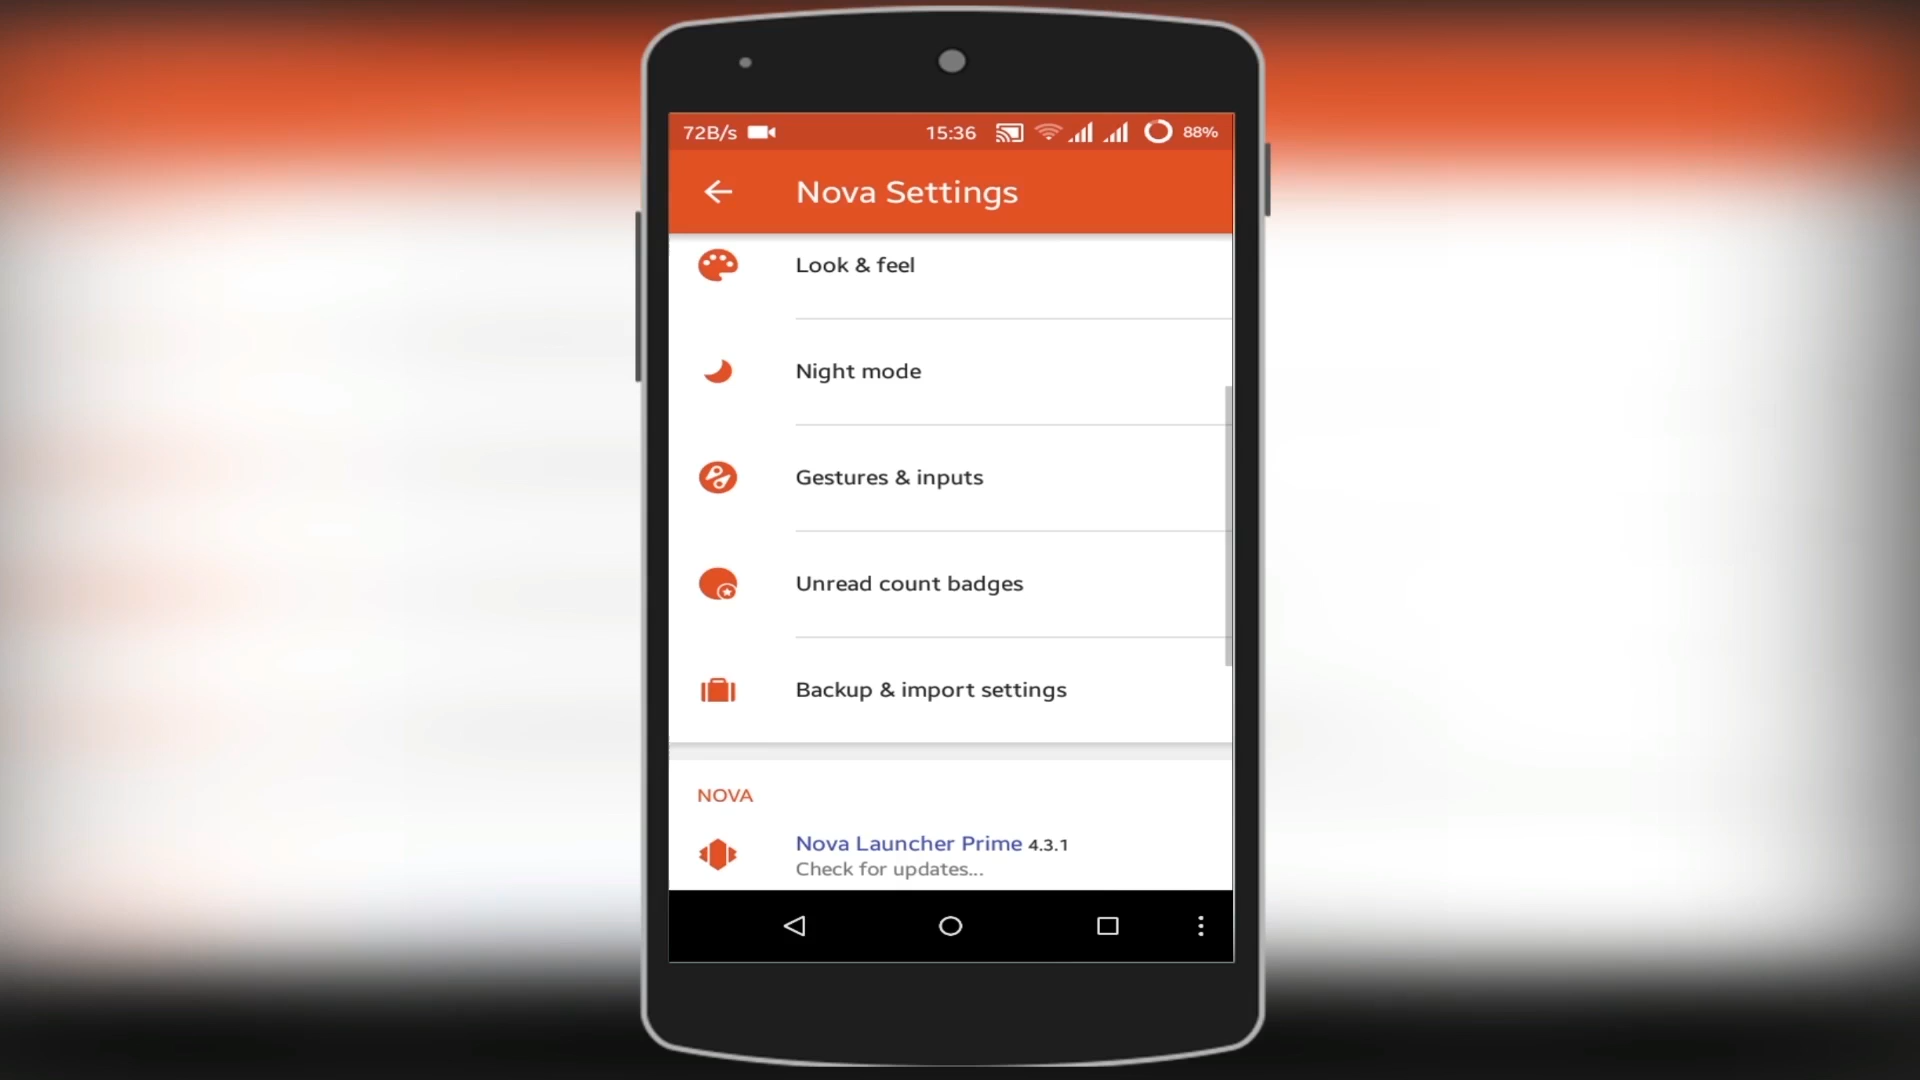 72B/s 15:36 88%
Nova Settings
Look & feel
Night mode
Gestures & inputs
Unread count badges
Backup & import settings
NOVA
Nova Launcher Prime 4.3.1
Check for updates...